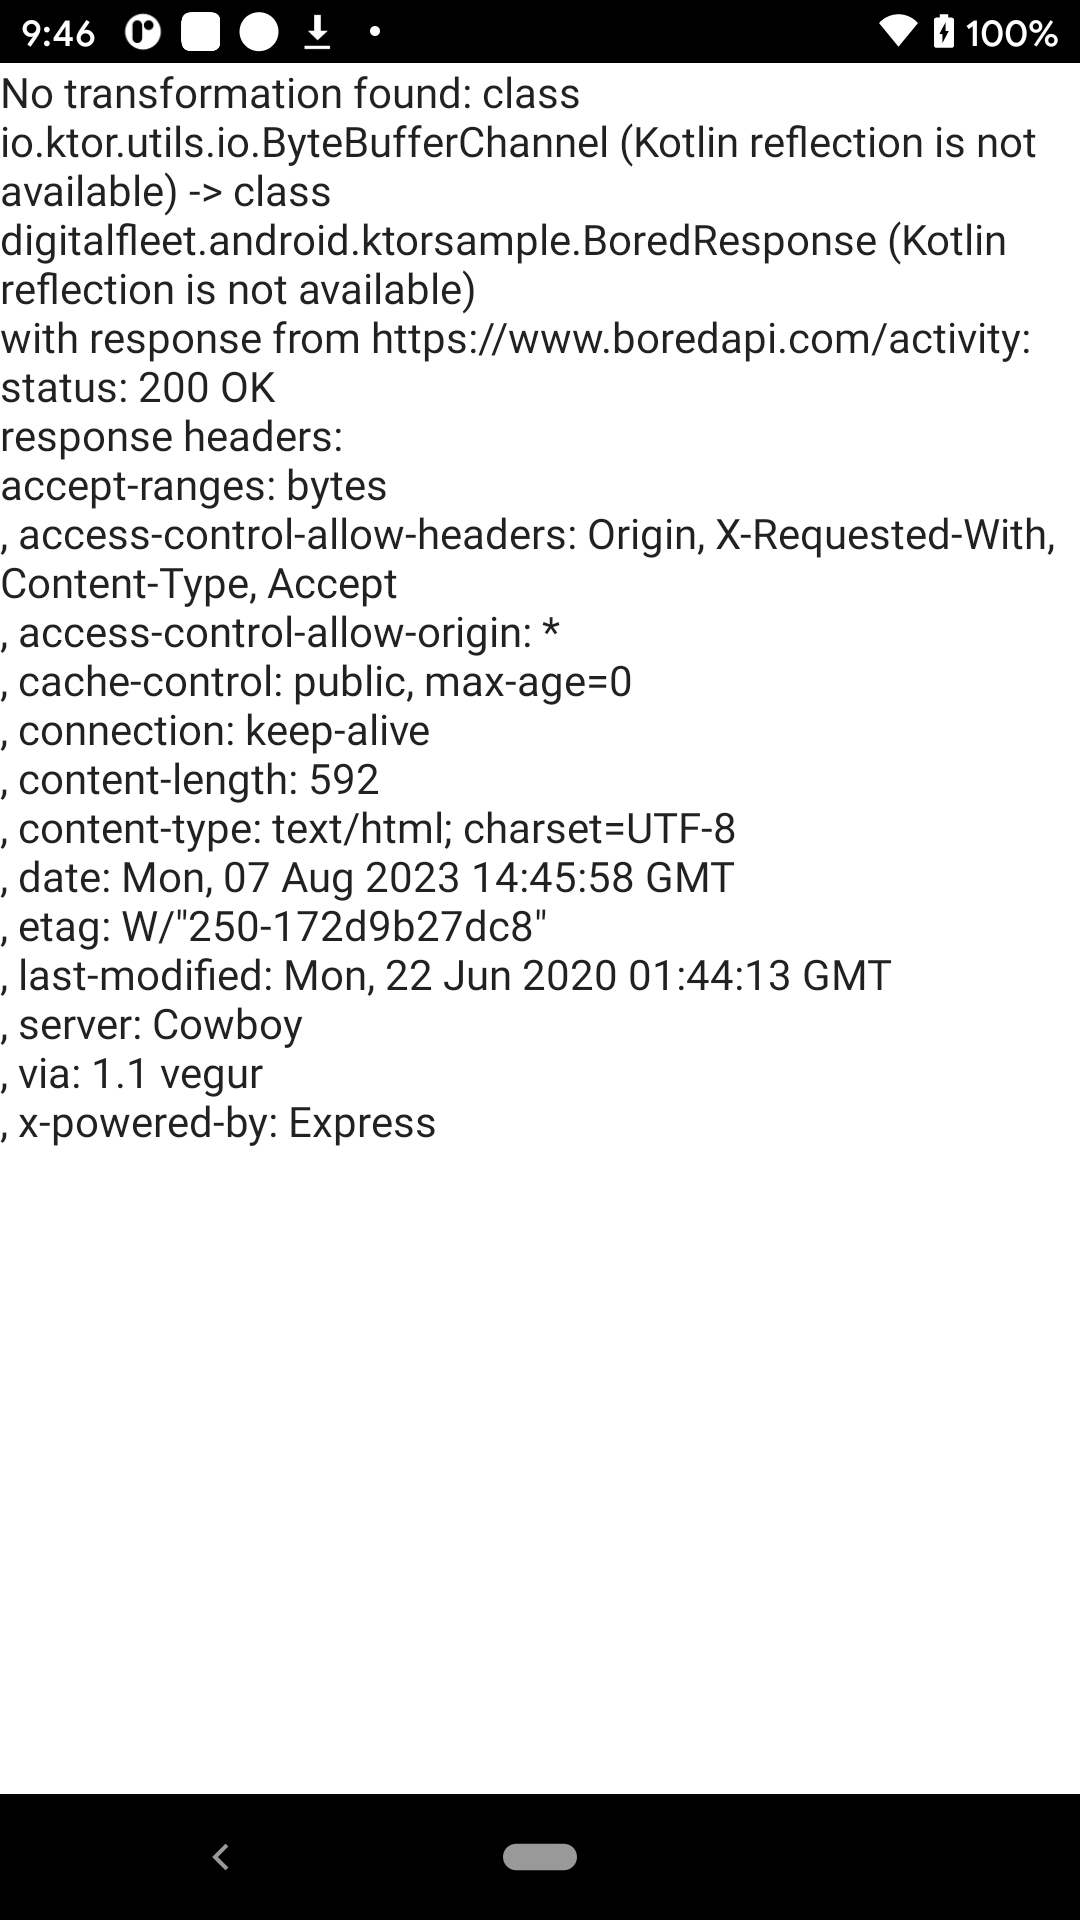 9:46
100%
No transformation found: class
io.ktor.utils.io.ByteBufferChannel (Kotlin reflection is not
available) -> class
digitalfleet.android.ktorsample.BoredResponse (Kotlin
reflection is not available)
with response from https://www.boredapi.com/activity:
status: 200 OK
response headers:
accept-ranges: bytes
, access-control-allow-headers: Origin, X-Requested-With,
Content-Type, Accept
, access-control-allow-origin: *
, cache-control: public, max-age=0
, connection: keep-alive
, content-length: 592
, content-type: text/html; charset=UTF-8
, date: Mon, 07 Aug 2023 14:45:58 GMT
, etag: W/"250-172d9b27dc8"
, last-modified: Mon, 22 Jun 2020 01:44:13 GMT
, server: Cowboy
, via: 1.1 vegur
, x-powered-by: Express